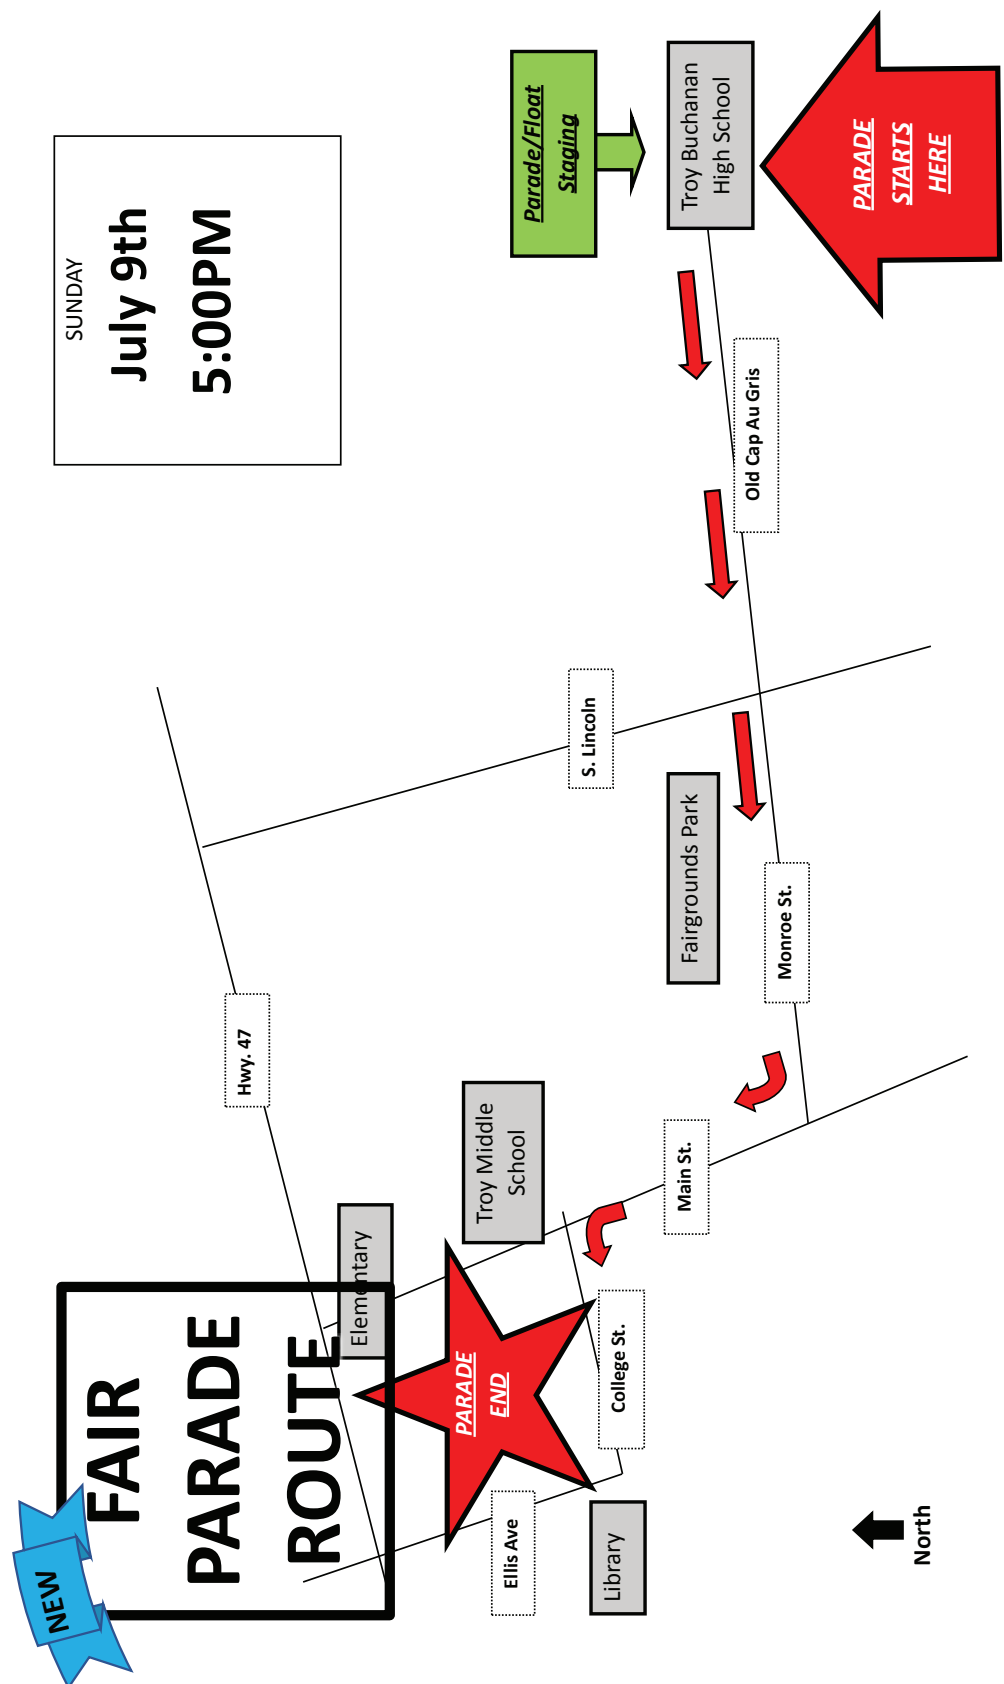 NEW
FAIR
PARADE
ROUTE
SUNDAY
July 9th
5:00PM
Hwy. 47
Elementary
Troy Middle
School
S. Lincoln
Parade/Float
Staging
PARADE
END
Ellis Ave
Library
College St.
Main St.
Fairgrounds Park
Monroe St.
Old Cap Au Gris
Troy Buchanan
High School
PARADE
STARTS
HERE
North